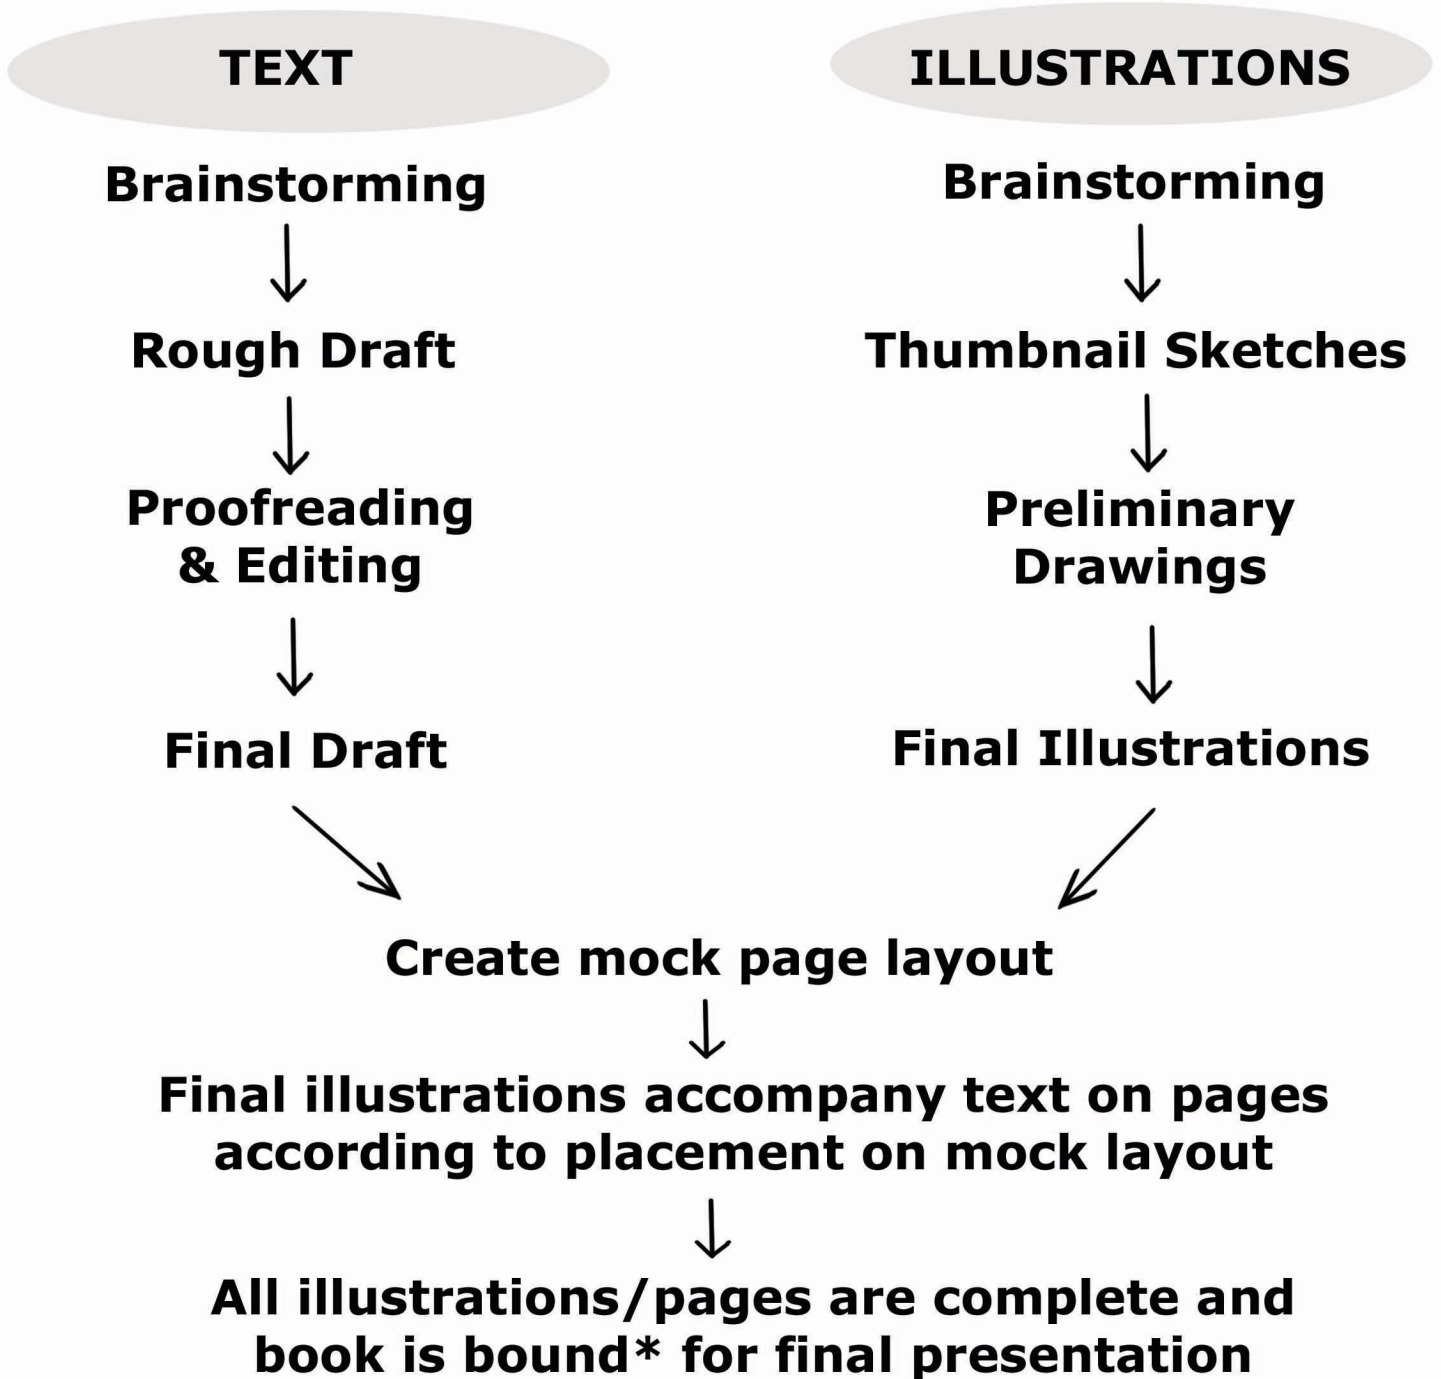 TEXT
Brainstorming
Rough Draft
Proofreading
& Editing
Final Draft
ILLUSTRATIONS
Brainstorming
Thumbnail Sketches
Preliminary
Drawings
Final Illustrations
Create mock page layout
Final illustrations accompany text on pages
according to placement on mock layout
All illustrations/pages are complete and
book is bound* for final presentation